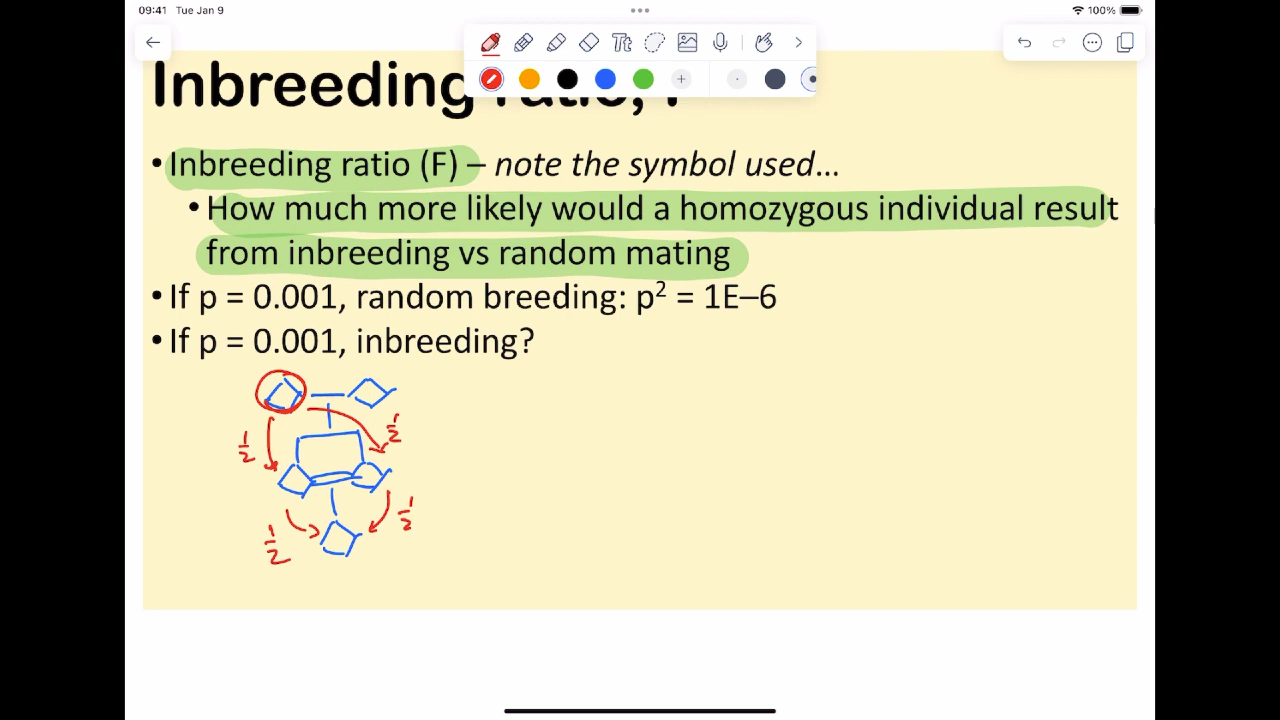 09:41 Tue Jan 9
100%
Tt
Inbreeding ratio, F
• Inbreeding ratio (F) – note the symbol used...
• How much more likely would a homozygous individual result
from inbreeding vs random mating
• If p = 0.001, random breeding: p² = 1E–6
• If p = 0.001, inbreeding?
1/2
1/2
1/2
1/2